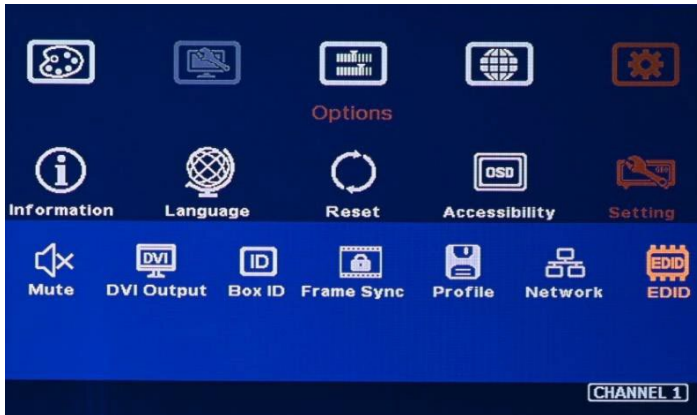 Options
OSD
Information Language Reset Accessibility Setting
DVI ID EDID
Mute DVI Output Box ID Frame Sync Profile Network EDID
CHANNEL 1